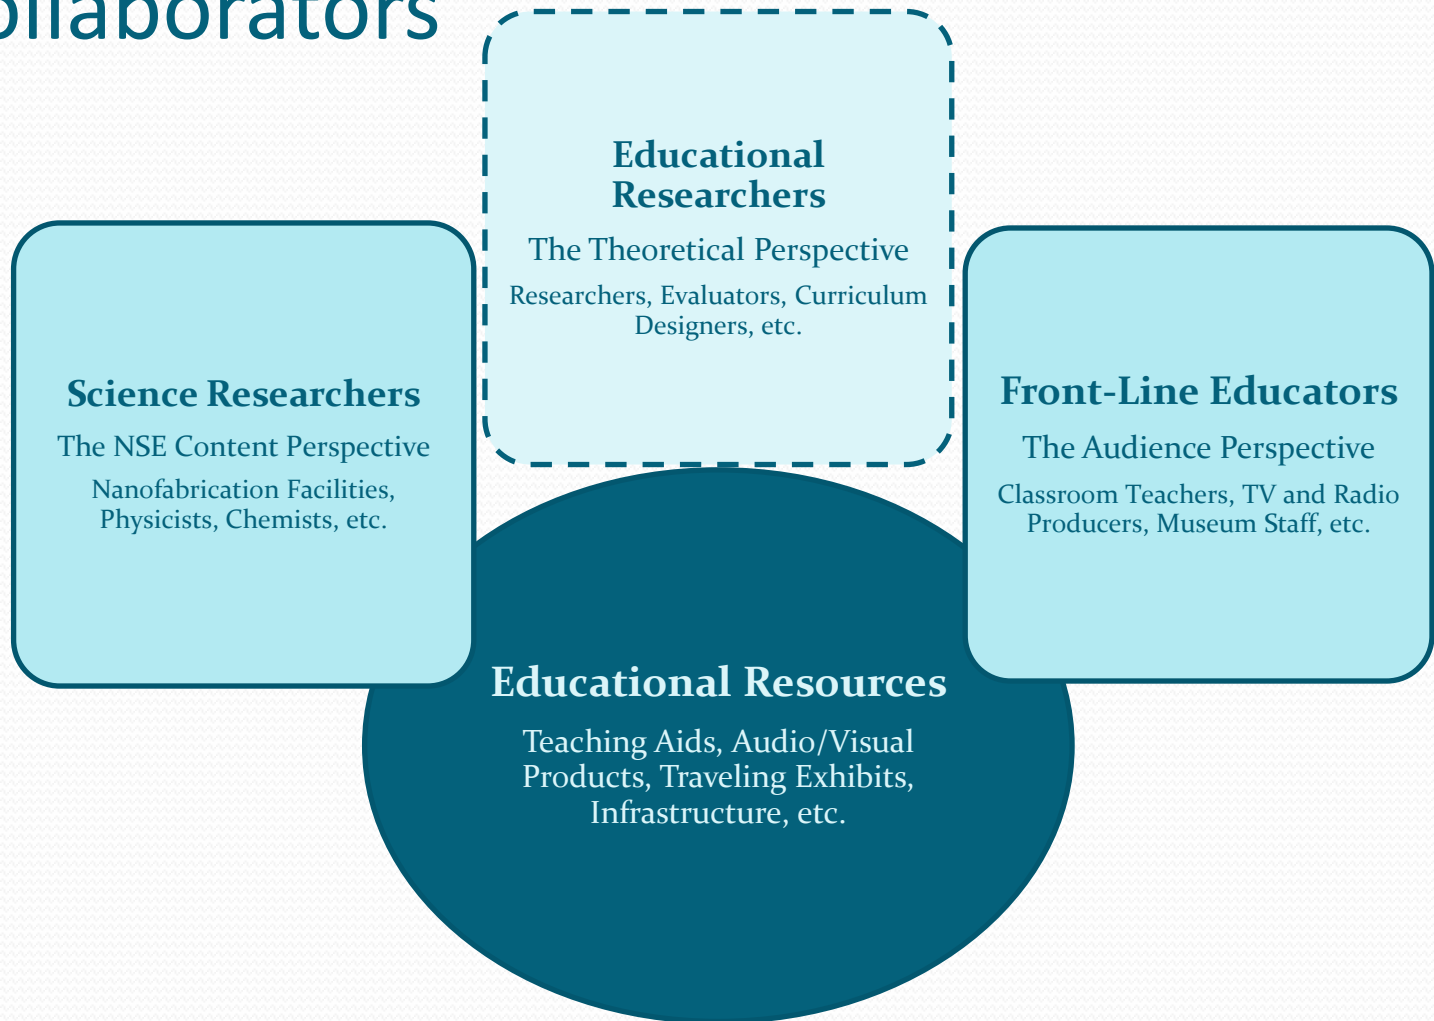 ollaborators
Educational
Researchers
The Theoretical Perspective
Researchers, Evaluators, Curriculum
Designers, etc.
Science Researchers
The NSE Content Perspective
Nanofabrication Facilities,
Physicists, Chemists, etc.
Front-Line Educators
The Audience Perspective
Classroom Teachers, TV and Radio
Producers, Museum Staff, etc.
Educational Resources
Teaching Aids, Audio/Visual
Products, Traveling Exhibits,
Infrastructure, etc.